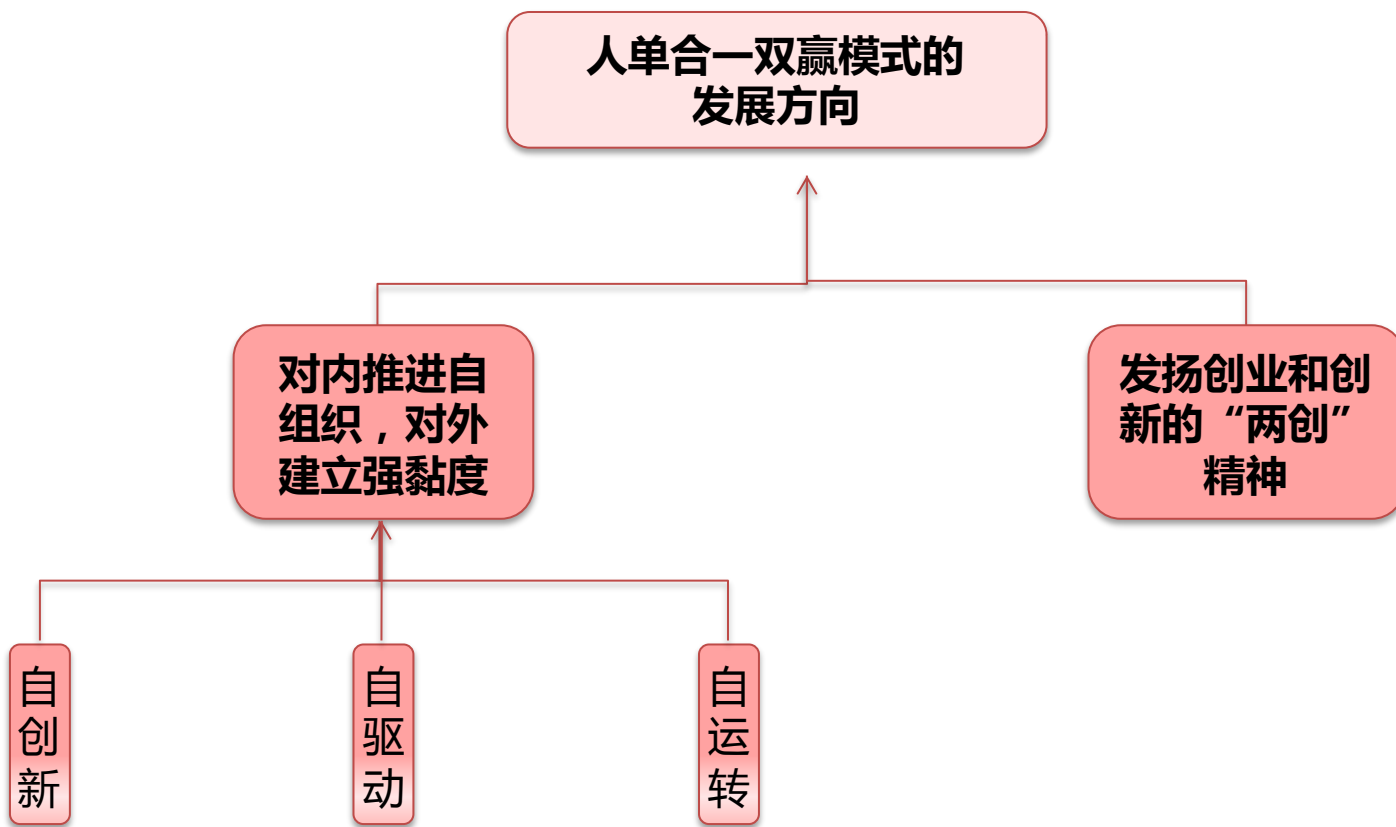 人单合一双赢模式的
发展方向
对内推进自
组织，对外
建立强黏度
发扬创业和创
新的“两创”
精神
自创新
自驱动
自运转